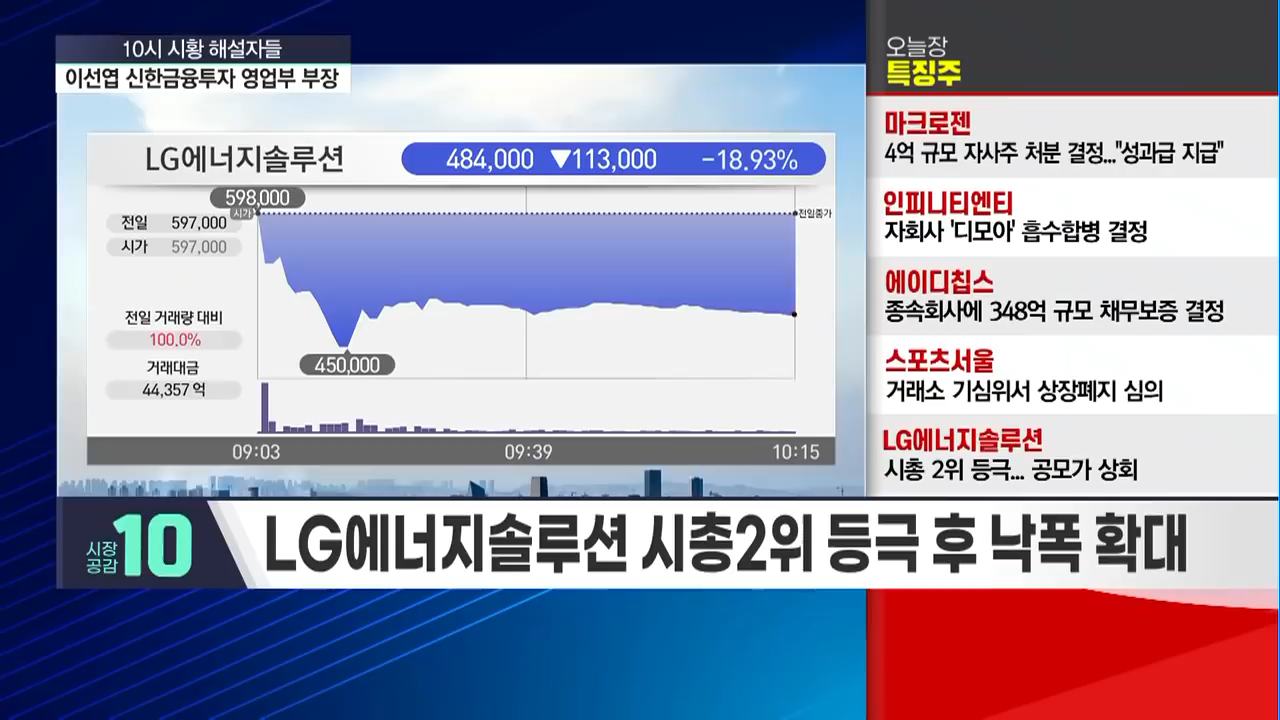 10시 시황 해설자들
이선엽 신한금융투자 영업부 부장
LG에너지솔루션
484,000 ▼113,000 -18.93%
598,000
시가
전일종가
전일 597,000
시가 597,000
전일 거래량 대비
100.0%
거래대금
44,357 억
450,000
09:03 09:39 10:15
시장
공감
10
LG에너지솔루션 시총2위 등극 후 낙폭 확대
오늘장
특징주
마크로젠
4억 규모 자사주 처분 결정..."성과급 지급"
인피니티엔티
자회사 '디모아' 흡수합병 결정
에이디칩스
종속회사에 348억 규모 채무보증 결정
스포츠서울
거래소 기심위서 상장폐지 심의
LG에너지솔루션
시총 2위 등극... 공모가 상회